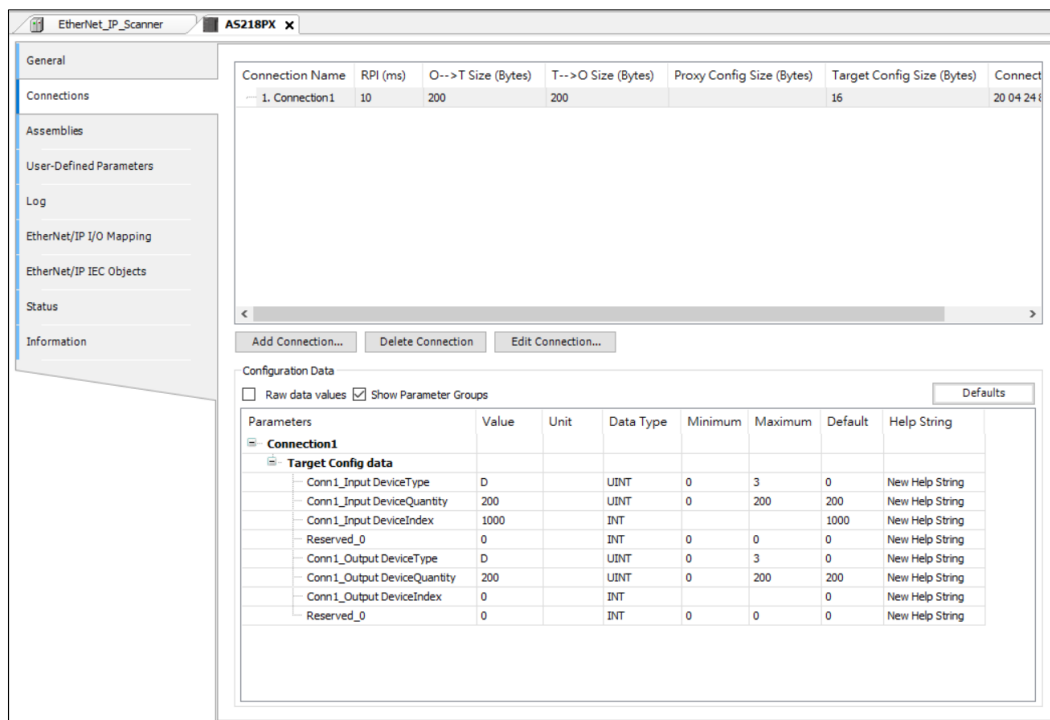 EtherNet_IP_Scanner
AS218PX
General
Connections
Assemblies
User-Defined Parameters
Log
EtherNet/IP I/O Mapping
EtherNet/IP IEC Objects
Status
Information
Connection Name RPI (ms) O-->T Size (Bytes) T-->O Size (Bytes) Proxy Config Size (Bytes) Target Config Size (Bytes) Connect
1. Connection1 10 200 200 16 20 04 24 8
Add Connection... Delete Connection Edit Connection...
Configuration Data
Raw data values Show Parameter Groups Defaults
Parameters Value Unit Data Type Minimum Maximum Default Help String
Connection1
Target Config data
Conn1_Input DeviceType D UINT 0 3 0 New Help String
Conn1_Input DeviceQuantity 200 UINT 0 200 200 New Help String
Conn1_Input DeviceIndex 1000 INT 1000 New Help String
Reserved_0 0 INT 0 0 0 New Help String
Conn1_Output DeviceType D UINT 0 3 0 New Help String
Conn1_Output DeviceQuantity 200 UINT 0 200 200 New Help String
Conn1_Output DeviceIndex 0 INT 0 New Help String
Reserved_0 0 INT 0 0 0 New Help String